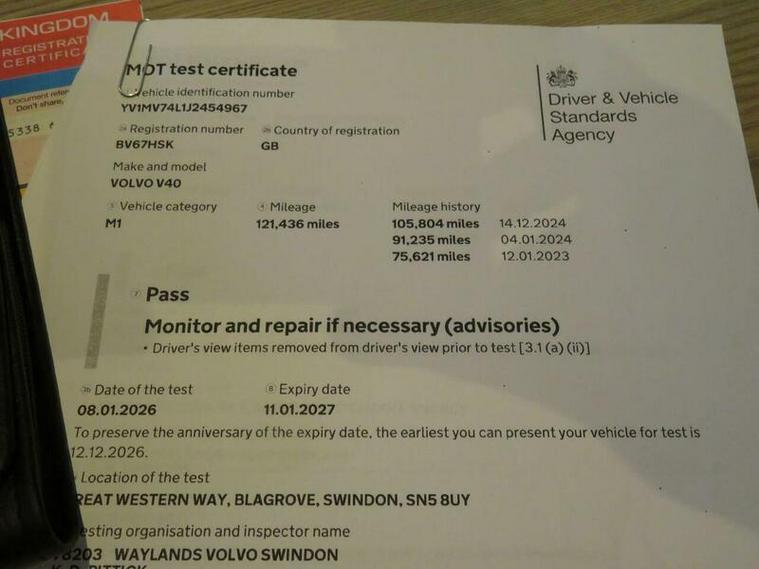 KINGDOM
REGISTRAT
CERTIFIC
Document refer
Don't share,
5338
MOT test certificate
Vehicle identification number
YV1MV74L1J2454967
Registration number
Country of registration
BV67HSK
GB
Make and model
VOLVO V40
Vehicle category
Mileage
Mileage history
M1
121,436 miles
105,804 miles 14.12.2024
91,235 miles 04.01.2024
75,621 miles 12.01.2023
Driver & Vehicle
Standards
Agency
7 Pass
Monitor and repair if necessary (advisories)
• Driver's view items removed from driver's view prior to test [3.1 (a) (ii)]
Date of the test
Expiry date
08.01.2026
11.01.2027
To preserve the anniversary of the expiry date, the earliest you can present your vehicle for test is
12.12.2026.
Location of the test
REAT WESTERN WAY, BLAGROVE, SWINDON, SN5 8UY
esting organisation and inspector name
8203 WAYLANDS VOLVO SWINDON